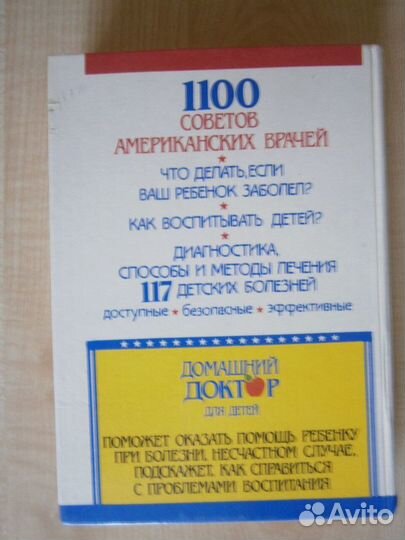 1100
СОВЕТОВ
АМЕРИКАНСКИХ ВРАЧЕЙ
ЧТО ДЕЛАТЬ, ЕСЛИ
ВАШ РЕБЕНОК ЗАБОЛЕЛ?
КАК ВОСПИТЫВАТЬ ДЕТЕЙ?
ДИАГНОСТИКА,
СПОСОБЫ И МЕТОДЫ ЛЕЧЕНИЯ
117 ДЕТСКИХ БОЛЕЗНЕЙ
доступные ★ безопасные ★ эффективные
ДОМАШНИЙ
ДОКТОР
ДЛЯ ДЕТЕЙ
ПОМОЖЕТ ОКАЗАТЬ ПОМОЩЬ РЕБЕНКУ
ПРИ БОЛЕЗНИ, НЕСЧАСТНОМ СЛУЧАЕ,
ПОДСКАЖЕТ, КАК СПРАВИТЬСЯ
С ПРОБЛЕМАМИ ВОСПИТАНИЯ
Avito